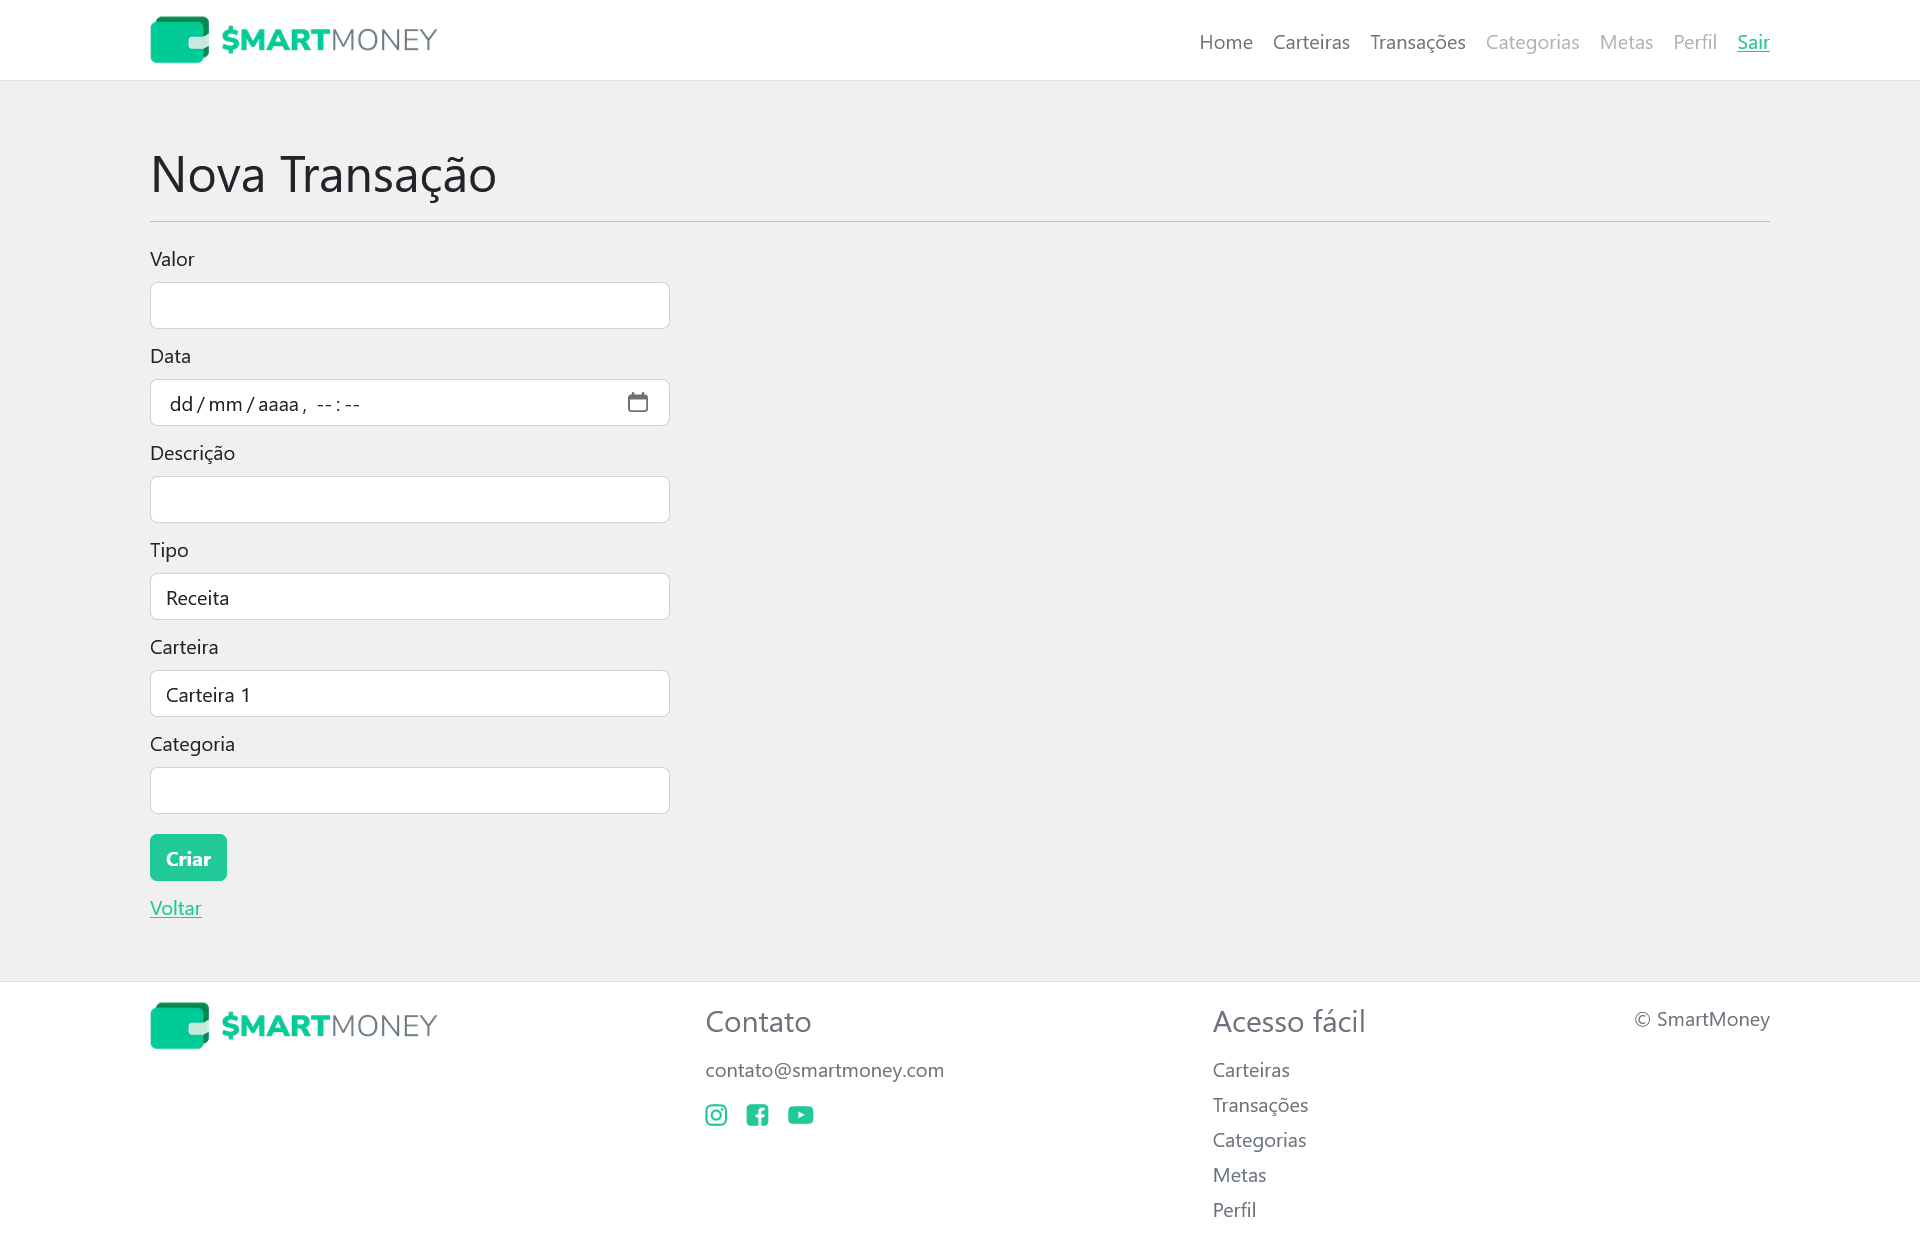 $MARTMONEY
Home Carteiras Transações Categorias Metas Perfil Sair
Nova Transação
Valor
Data
dd/mm/aaaa, --:--
Descrição
Tipo
Receita
Carteira
Carteira 1
Categoria
Criar
Voltar
$MARTMONEY
Contato
contato@smartmoney.com
Acesso fácil
Carteiras
Transações
Categorias
Metas
Perfil
© SmartMoney